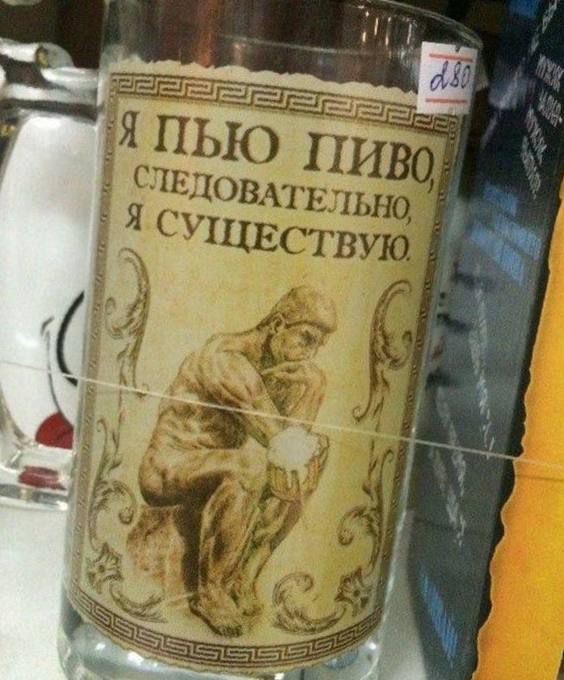 280
Я ПЬЮ ПИВО,
СЛЕДОВАТЕЛЬНО,
Я СУЩЕСТВУЮ.